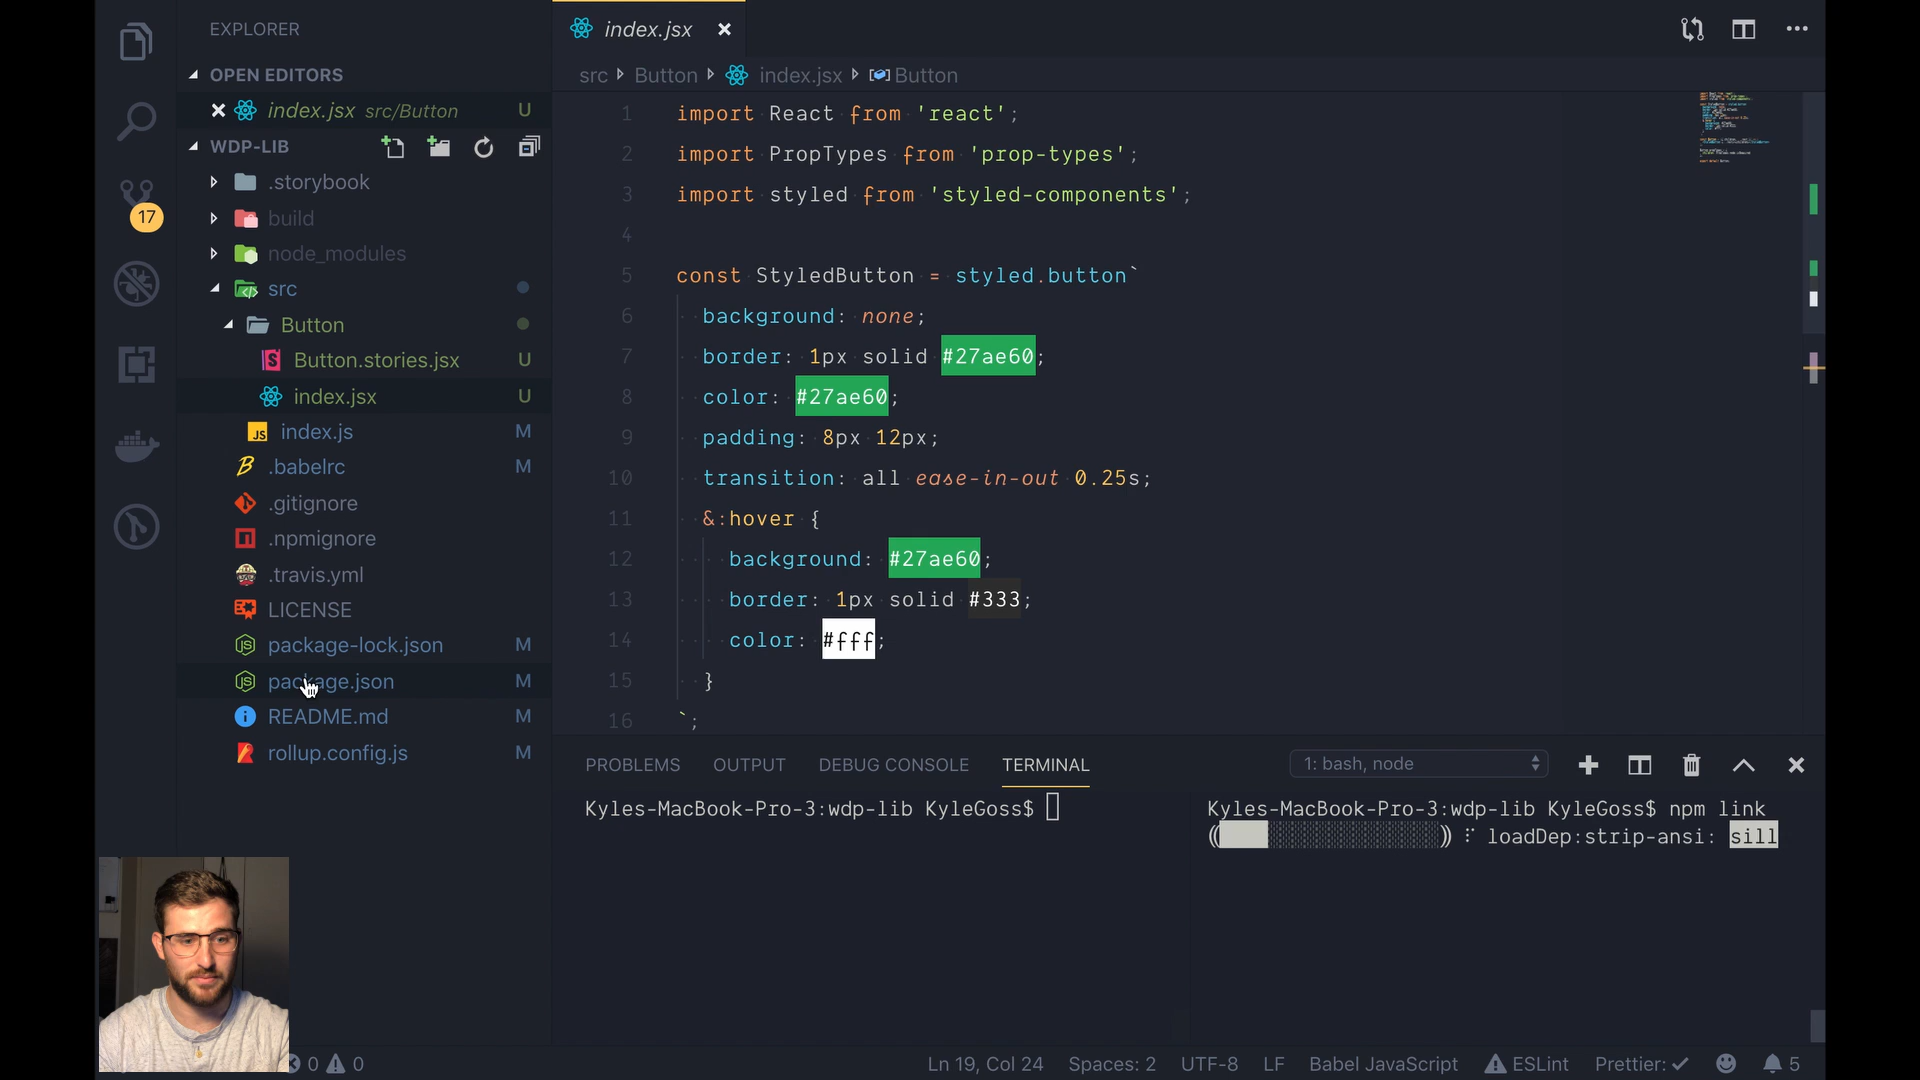 EXPLORER
OPEN EDITORS
index.jsx src/Button U
WDP-LIB
.storybook
build
node_modules
src
Button
Button.stories.jsx U
index.jsx U
JS index.js M
.babelrc M
.gitignore
.npmignore
.travis.yml
LICENSE
package-lock.json M
package.json M
README.md M
rollup.config.js M
17
index.jsx
src Button index.jsx Button
1 import React from 'react';
2 import PropTypes from 'prop-types';
3 import styled from 'styled-components';
4
5 const StyledButton = styled.button`
6 background: none;
7 border: 1px solid #27ae60;
8 color: #27ae60;
9 padding: 8px 12px;
10 transition: all ease-in-out 0.25s;
11 &:hover {
12 background: #27ae60;
13 border: 1px solid #333;
14 color: #fff;
15 }
16 `;
PROBLEMS OUTPUT DEBUG CONSOLE TERMINAL 1: bash, node
Kyles-MacBook-Pro-3:wdp-lib KyleGoss$
Kyles-MacBook-Pro-3:wdp-lib KyleGoss$ npm link
loadDep:strip-ansi: sill
0 0 Ln 19, Col 24 Spaces: 2 UTF-8 LF Babel JavaScript ESLint Prettier: ✓ 5